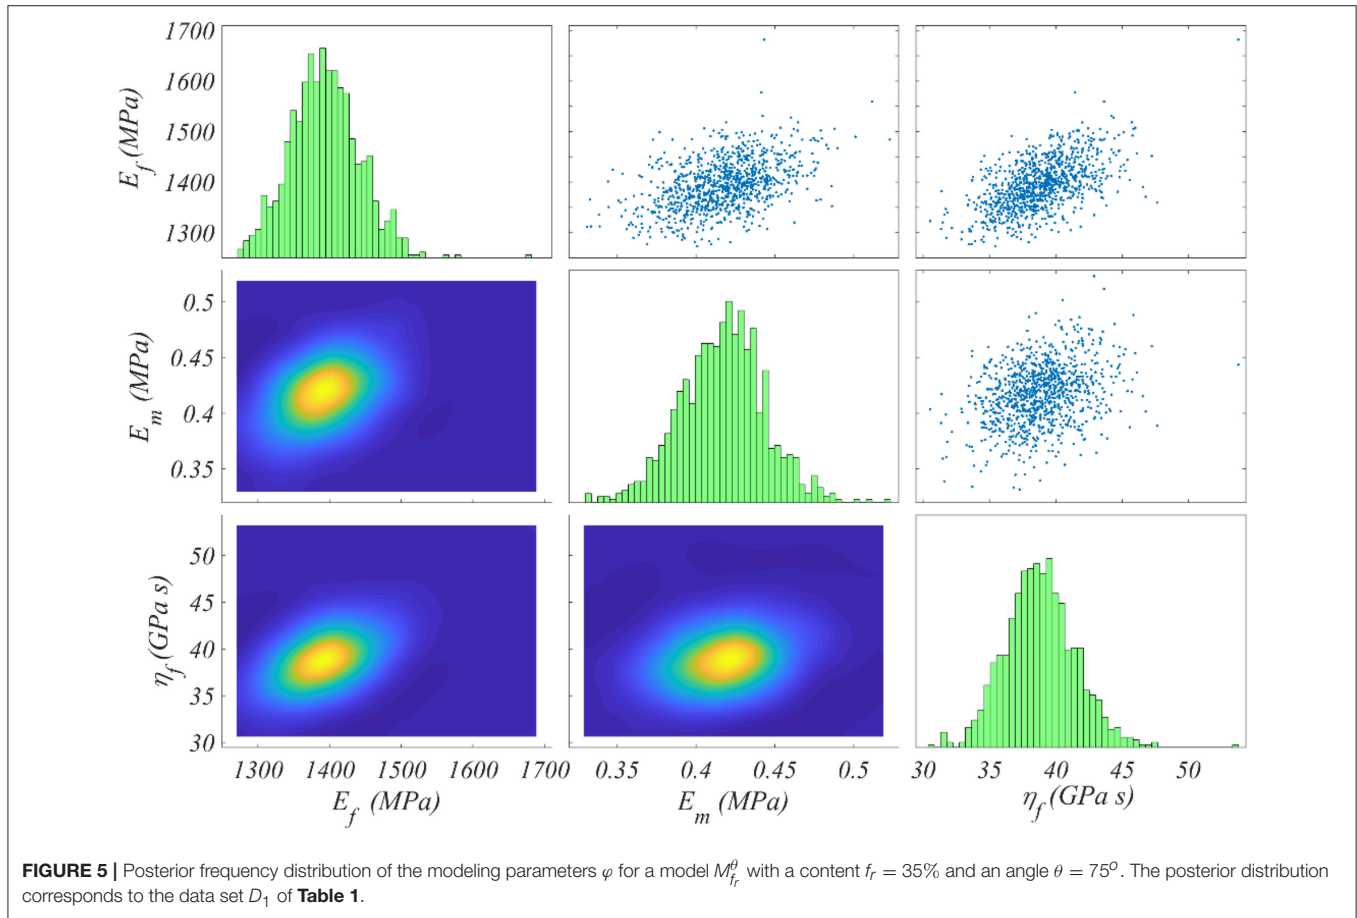 1700
1600
1500
1400
1300
E_f (MPa)
0.5
0.45
0.4
0.35
E_m (MPa)
50
45
40
35
30
η_f (GPa s)
1300 1400 1500 1600 1700
E_f (MPa)
0.35 0.4 0.45 0.5
E_m (MPa)
30 35 40 45 50
η_f (GPa s)
FIGURE 5 | Posterior frequency distribution of the modeling parameters φ for a model M^θ_{f_r} with a content f_r = 35% and an angle θ = 75°. The posterior distribution
corresponds to the data set D_1 of Table 1.